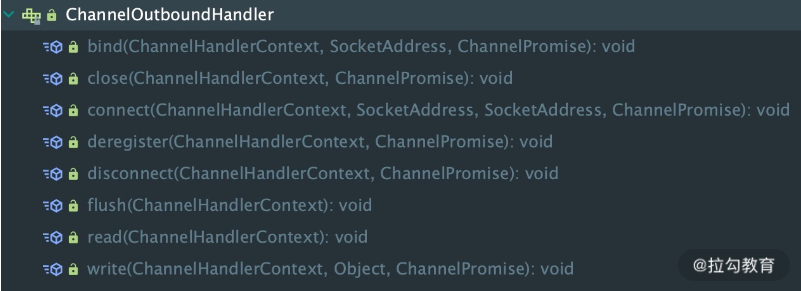 ChannelOutboundHandler
bind(ChannelHandlerContext, SocketAddress, ChannelPromise): void
close(ChannelHandlerContext, ChannelPromise): void
connect(ChannelHandlerContext, SocketAddress, SocketAddress, ChannelPromise): void
deregister(ChannelHandlerContext, ChannelPromise): void
disconnect(ChannelHandlerContext, ChannelPromise): void
flush(ChannelHandlerContext): void
read(ChannelHandlerContext): void
write(ChannelHandlerContext, Object, ChannelPromise): void
@拉勾教育